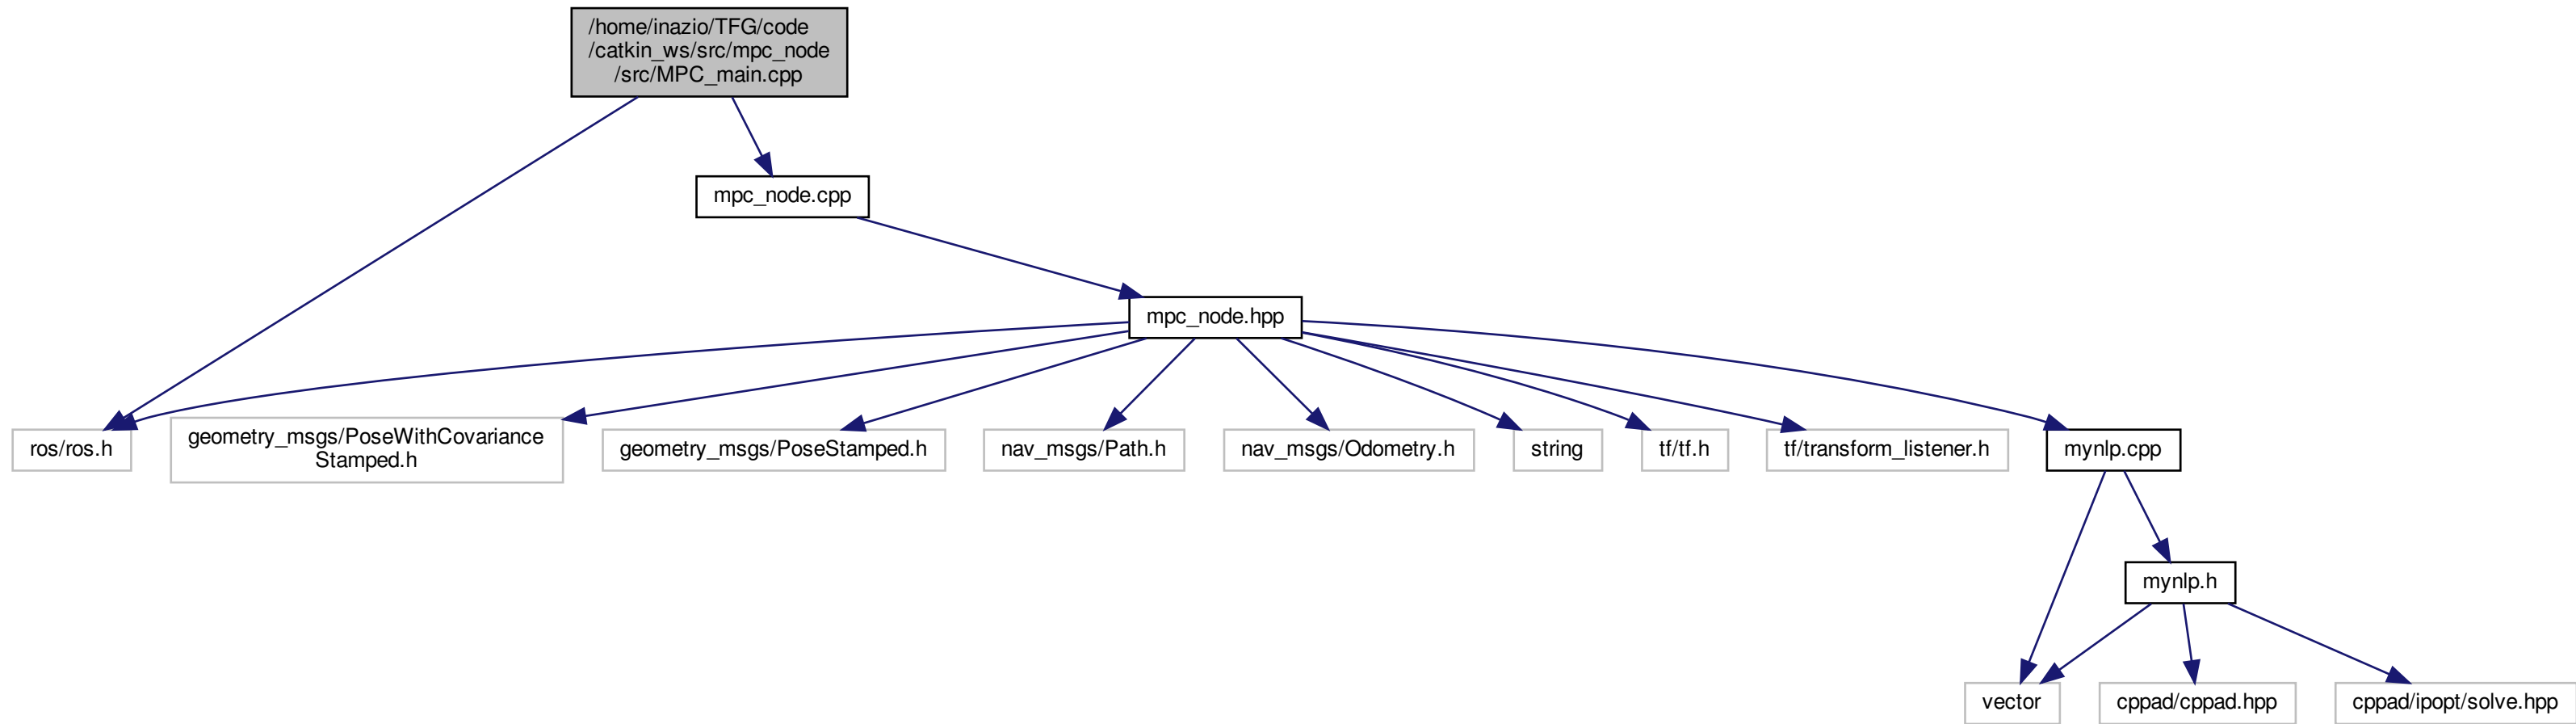 /home/inazio/TFG/code
/catkin_ws/src/mpc_node
/src/MPC_main.cpp
mpc_node.cpp
mpc_node.hpp
ros/ros.h
geometry_msgs/PoseWithCovariance
Stamped.h
geometry_msgs/PoseStamped.h
nav_msgs/Path.h
nav_msgs/Odometry.h
string
tf/tf.h
tf/transform_listener.h
mynlp.cpp
mynlp.h
vector
cppad/cppad.hpp
cppad/ipopt/solve.hpp